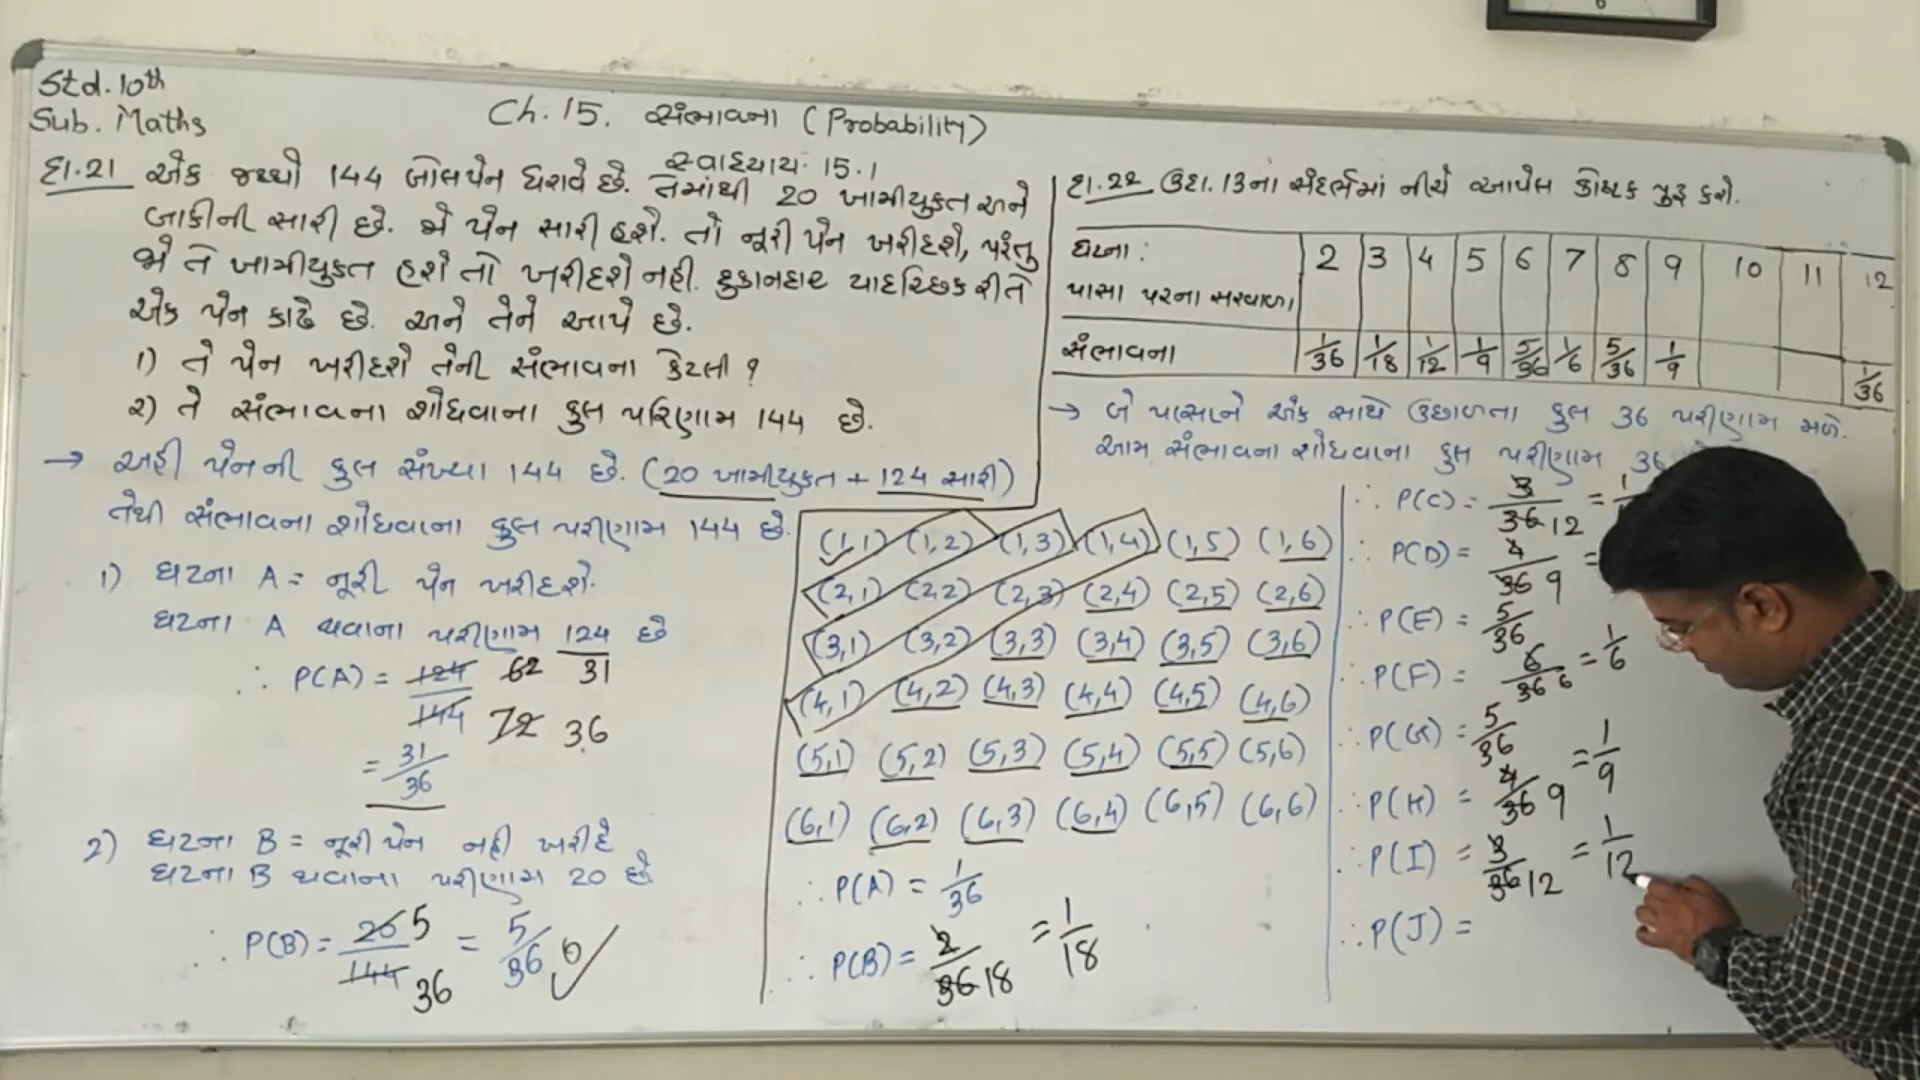 Std. 10th
Sub. Maths
Ch. 15. સંભાવના (Probability)
સ્વાધ્યાય: 15.1
દા.21 એક જથ્થો 144 બોલપેન ધરાવે છે. તેમાંથી 20 ખામીયુક્ત અને
બાકીની સારી છે. જો પેન સારી હશે. તો નૂરી પેન ખરીદશે, પરંતુ
જો તે ખામીયુક્ત હશે તો ખરીદશે નહી. દુકાનદાર યાદચ્છિક રીતે
એક પેન કાઢે છે. અને તેને આપે છે.
1) તે પેન ખરીદશે તેની સંભાવના કેટલી ?
૨) તે સંભાવના શોધવાના કુલ પરિણામ 144 છે.
→ અહી પેનની કુલ સંખ્યા 144 છે. (20 ખામીયુક્ત + 124 સારી)
તેથી સંભાવના શોધવાના કુલ પરીણામ 144 છે.
1) ઘટના A = નૂરી પેન ખરીદશે.
ઘટના A થવાના પરીણામ 124 છે
∴ P(A) = 124/144 62/72 31/36
= 31/36
2) ઘટના B = નૂરી પેન નહી ખરીદે
ઘટના B થવાના પરીણામ 20 છે
∴ P(B) = 20/144 5/36 = 5/36
દા.22 ઉદા.13ના સંદર્ભમાં નીચે આપેલ કોષ્ટક પુરૂ કરો.
ઘટના : પાસા પરના સરવાળા 2 3 4 5 6 7 8 9 10 11 12
સંભાવના 1/36 1/18 1/12 1/9 5/36 1/6 5/36 1/9 1/36
→ બે પાસાને એક સાથે ઉછાળતા કુલ 36 પરીણામ મળે.
આમ સંભાવના શોધવાના કુલ પરીણામ 36
(1,1) (1,2) (1,3) (1,4) (1,5) (1,6)
(2,1) (2,2) (2,3) (2,4) (2,5) (2,6)
(3,1) (3,2) (3,3) (3,4) (3,5) (3,6)
(4,1) (4,2) (4,3) (4,4) (4,5) (4,6)
(5,1) (5,2) (5,3) (5,4) (5,5) (5,6)
(6,1) (6,2) (6,3) (6,4) (6,5) (6,6)
∴ P(A) = 1/36
∴ P(B) = 2/36 18 = 1/18
∴ P(C) = 3/36 12 = 1
∴ P(D) = 4/36 9 =
∴ P(E) = 5/36
∴ P(F) = 6/36 6 = 1/6
∴ P(G) = 5/36
∴ P(H) = 4/36 9 = 1/9
∴ P(I) = 3/36 12 = 1/12
∴ P(J) =